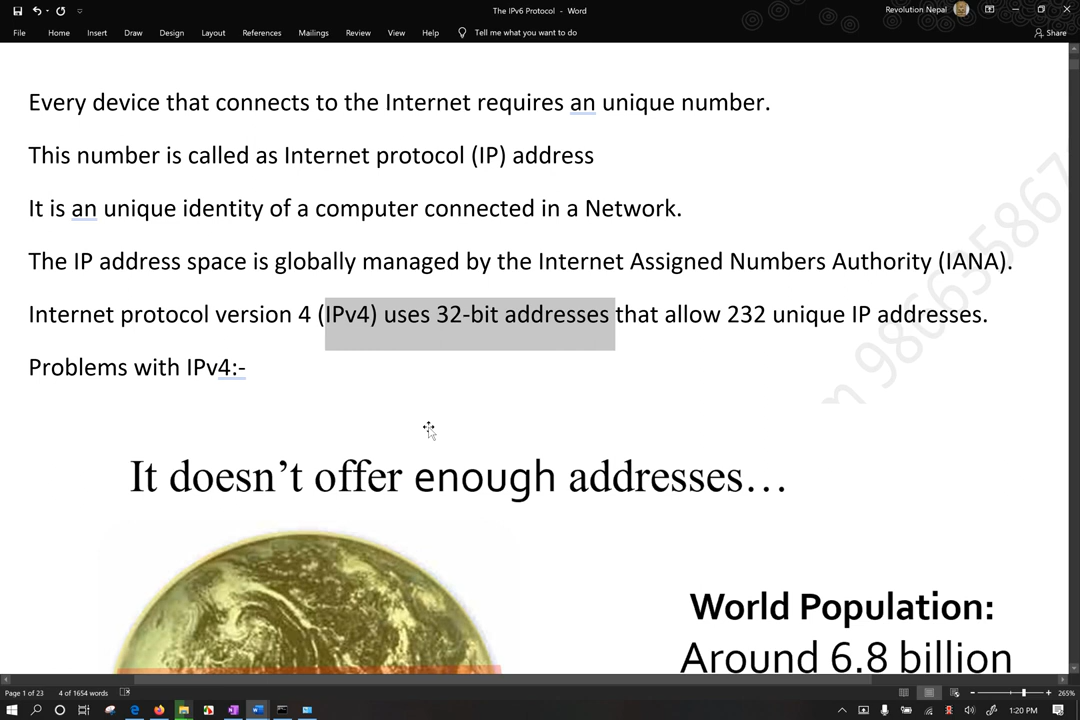 The IPv6 Protocol - Word
Revolution Nepal
File Home Insert Draw Design Layout References Mailings Review View Help Tell me what you want to do Share
Every device that connects to the Internet requires an unique number.
This number is called as Internet protocol (IP) address
It is an unique identity of a computer connected in a Network.
The IP address space is globally managed by the Internet Assigned Numbers Authority (IANA).
Internet protocol version 4 (IPv4) uses 32-bit addresses that allow 232 unique IP addresses.
Problems with IPv4:-
It doesn't offer enough addresses…
World Population:
Around 6.8 billion
Page 1 of 23 4 of 1654 words 265%
1:20 PM